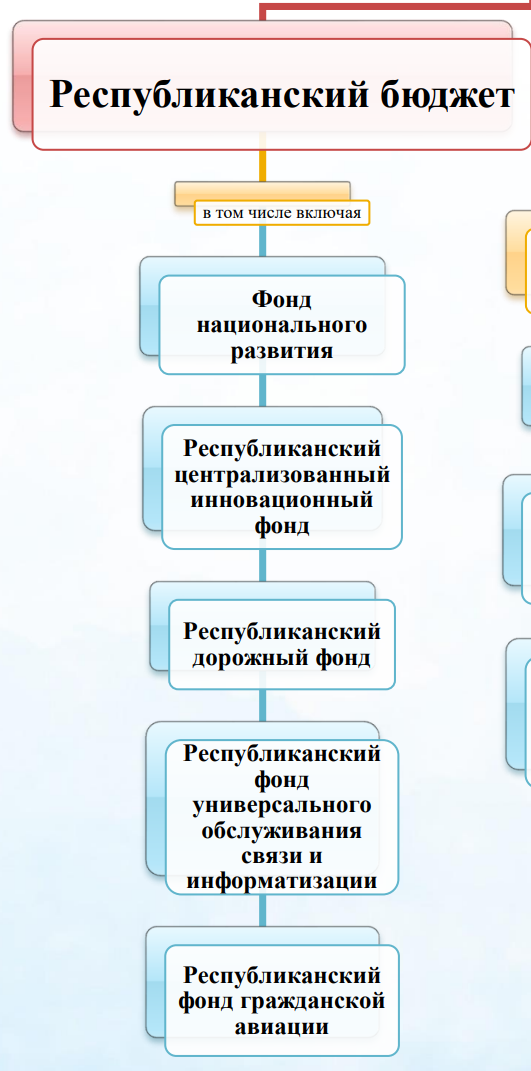 Республиканский бюджет
в том числе включая
Фонд
национального
развития
Республиканский
централизованный
инновационный
фонд
Республиканский
дорожный фонд
Республиканский
фонд
универсального
обслуживания
связи и
информатизации
Республиканский
фонд гражданской
авиации